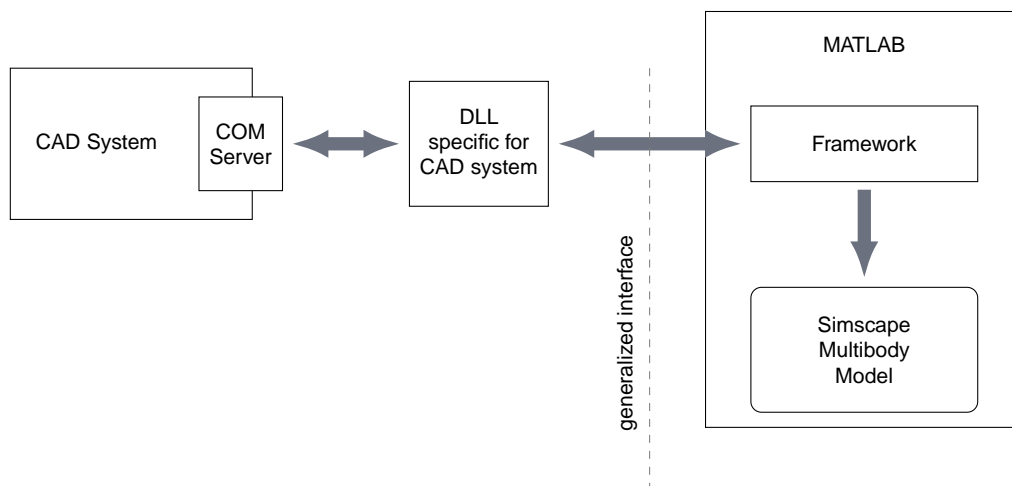 MATLAB
CAD System
COM
Server
DLL
specific for
CAD system
Framework
generalized interface
Simscape
Multibody
Model